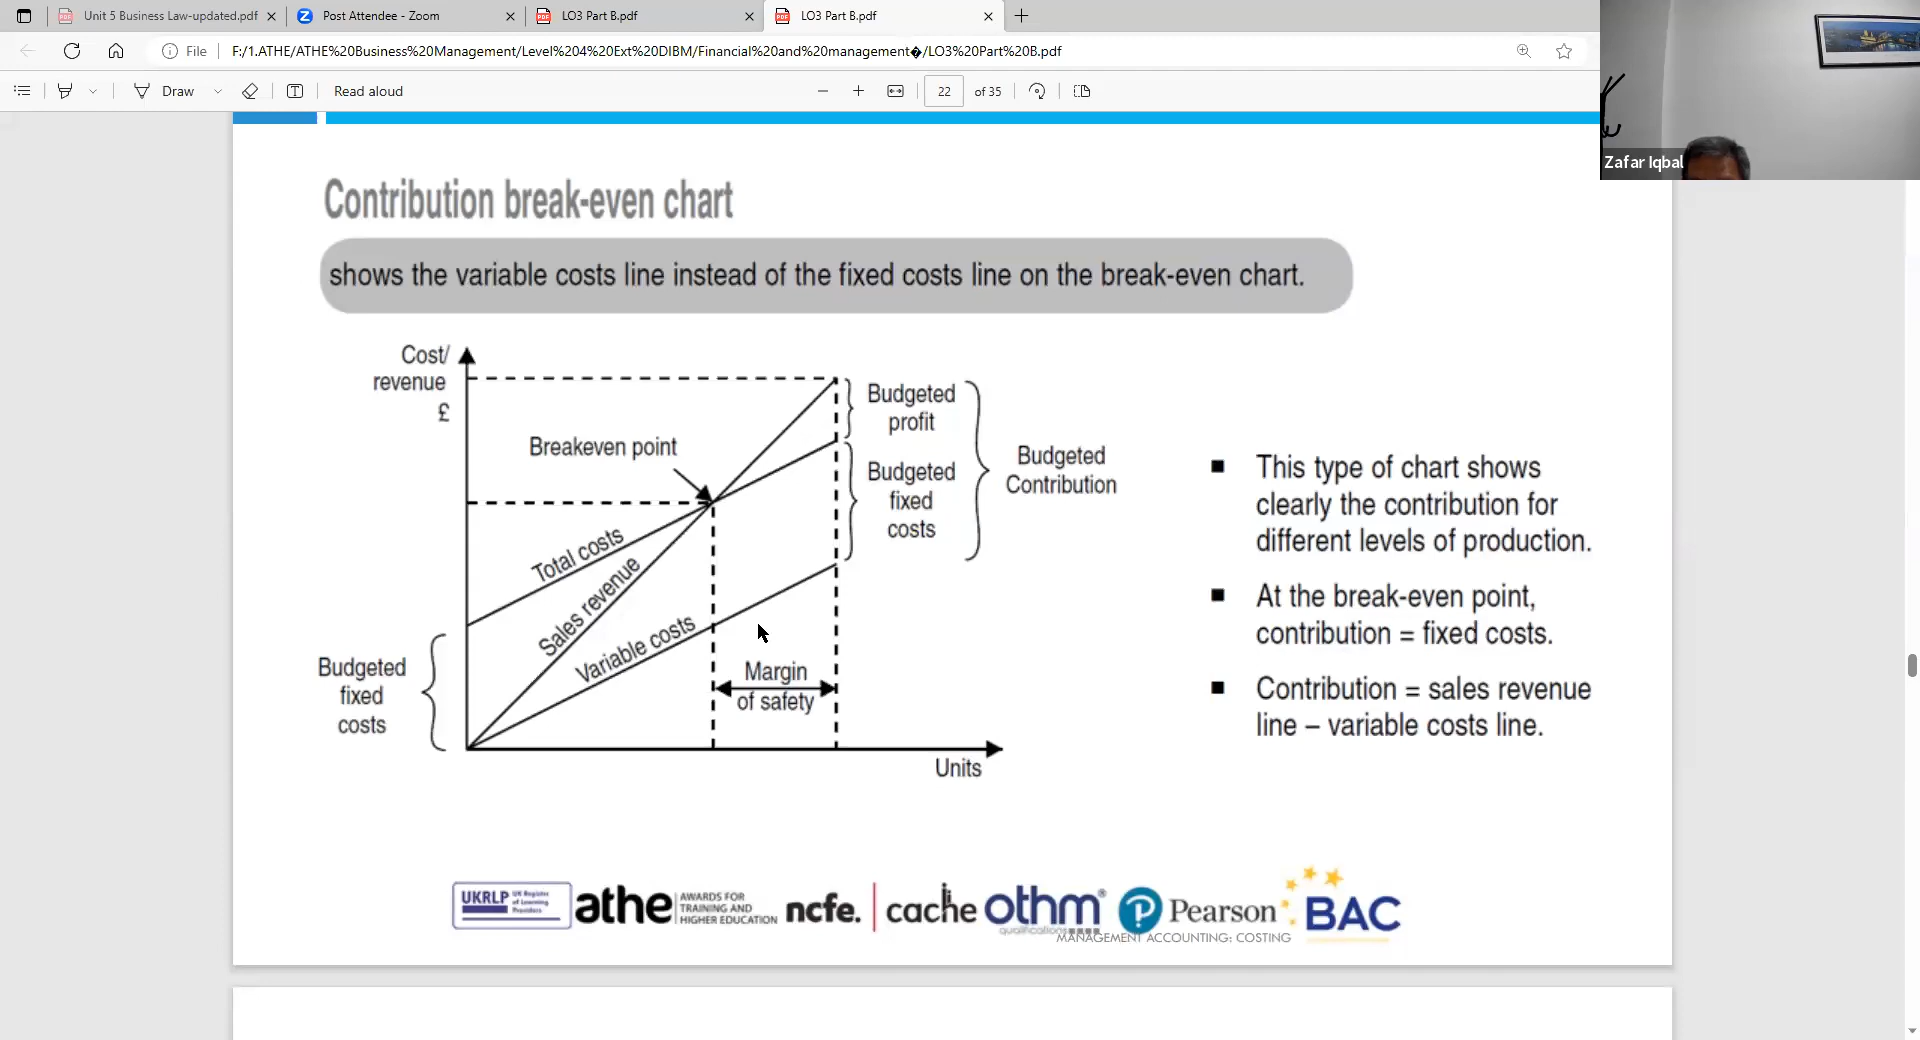 Unit 5 Business Law-updated.pdf
Post Attendee - Zoom
LO3 Part B.pdf
LO3 Part B.pdf
File
F:/1.ATHE/ATHE%20Business%20Management/Level%204%20Ext%20DIBM/Financial%20and%20management�/LO3%20Part%20B.pdf
Draw
Read aloud
22
of 35
Zafar Iqbal
Contribution break-even chart
shows the variable costs line instead of the fixed costs line on the break-even chart.
Cost/
revenue
£
Breakeven point
Total costs
Sales revenue
Variable costs
Budgeted
fixed
costs
Margin
of safety
Units
Budgeted
profit
Budgeted
fixed
costs
Budgeted
Contribution
■ This type of chart shows
clearly the contribution for
different levels of production.
■ At the break-even point,
contribution = fixed costs.
■ Contribution = sales revenue
line – variable costs line.
UKRLP
UK Register
of Learning
Providers
athe
AWARDS FOR
TRAINING AND
HIGHER EDUCATION
ncfe.
cache
othm®
qualifications
P Pearson
BAC
MANAGEMENT ACCOUNTING: COSTING